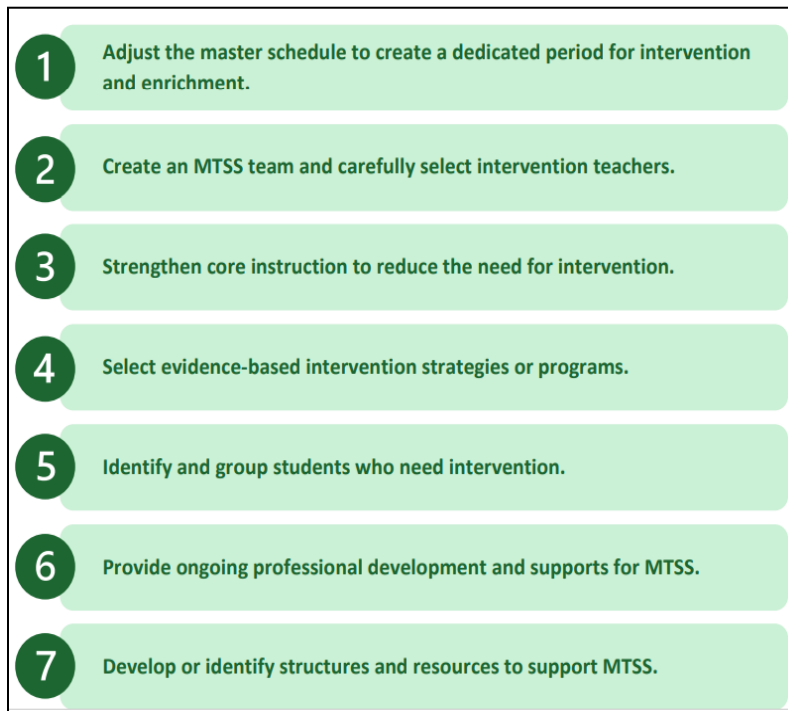 1
Adjust the master schedule to create a dedicated period for intervention
and enrichment.
2
Create an MTSS team and carefully select intervention teachers.
3
Strengthen core instruction to reduce the need for intervention.
4
Select evidence-based intervention strategies or programs.
5
Identify and group students who need intervention.
6
Provide ongoing professional development and supports for MTSS.
7
Develop or identify structures and resources to support MTSS.